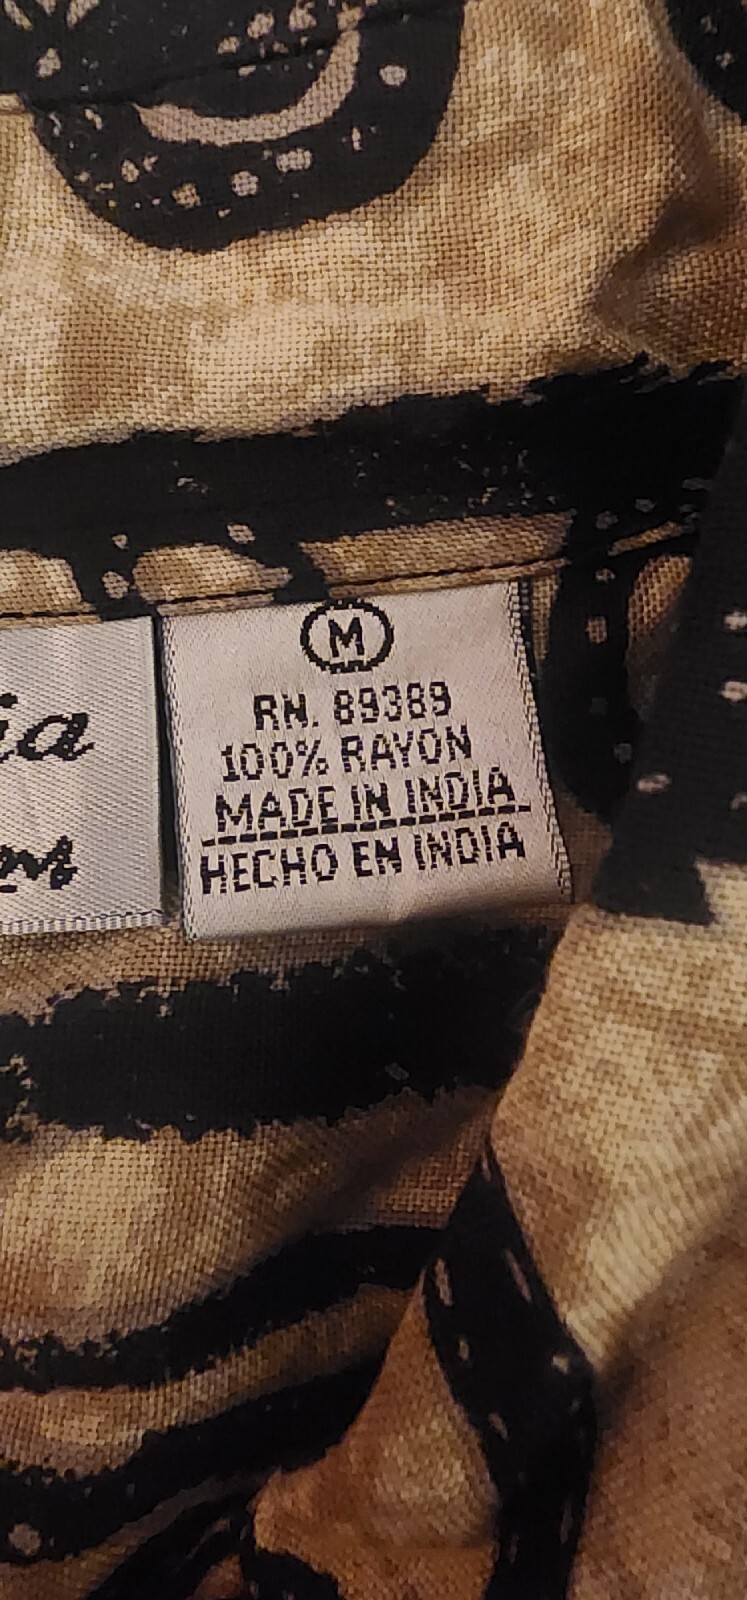 M
RN. 89389
100% RAYON
MADE IN INDIA
HECHO EN INDIA